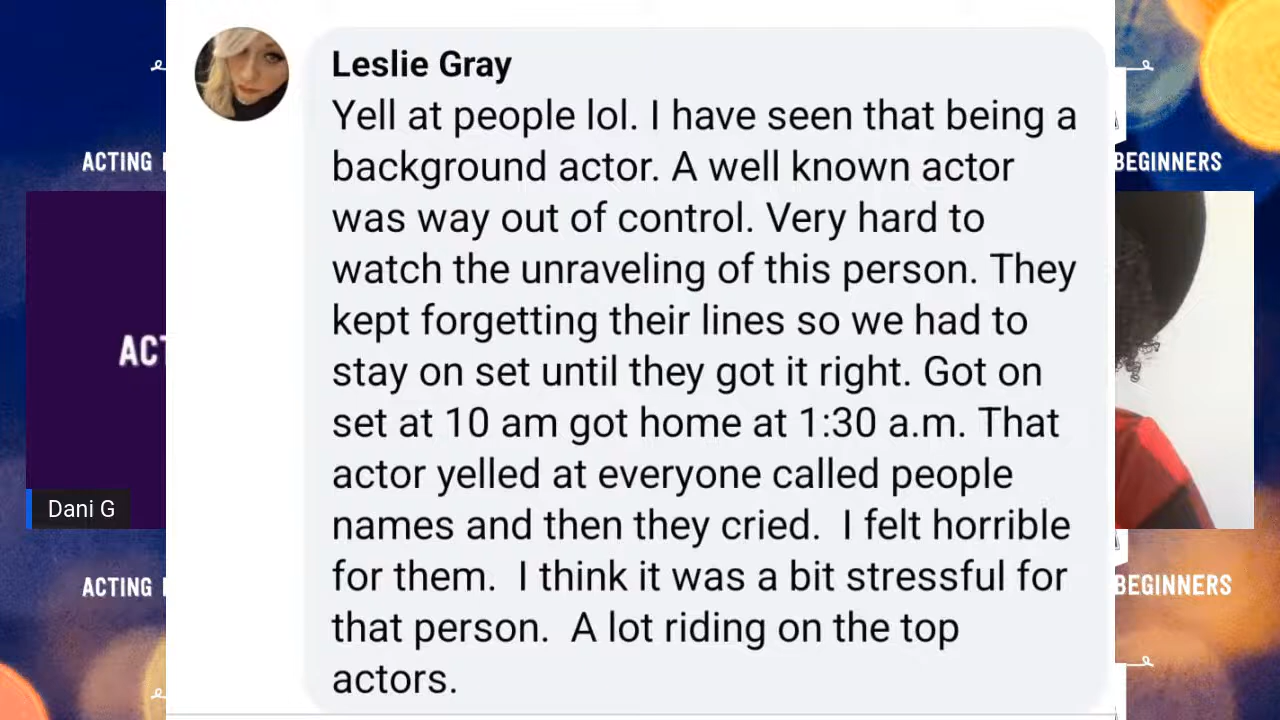 Leslie Gray
Yell at people lol. I have seen that being a
background actor. A well known actor
was way out of control. Very hard to
watch the unraveling of this person. They
kept forgetting their lines so we had to
stay on set until they got it right. Got on
set at 10 am got home at 1:30 a.m. That
actor yelled at everyone called people
names and then they cried.  I felt horrible
for them.  I think it was a bit stressful for
that person.  A lot riding on the top
actors.
ACTING
BEGINNERS
ACT
Dani G
ACTING
BEGINNERS